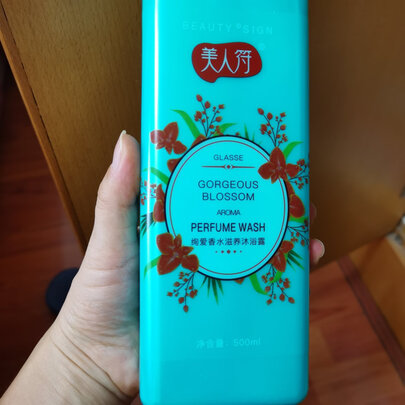 BEAUTY®SIGN
美人符®
GLASSE
GORGEOUS
BLOSSOM
AROMA
PERFUME WASH
绚爱香水滋养沐浴露
净含量：500ml